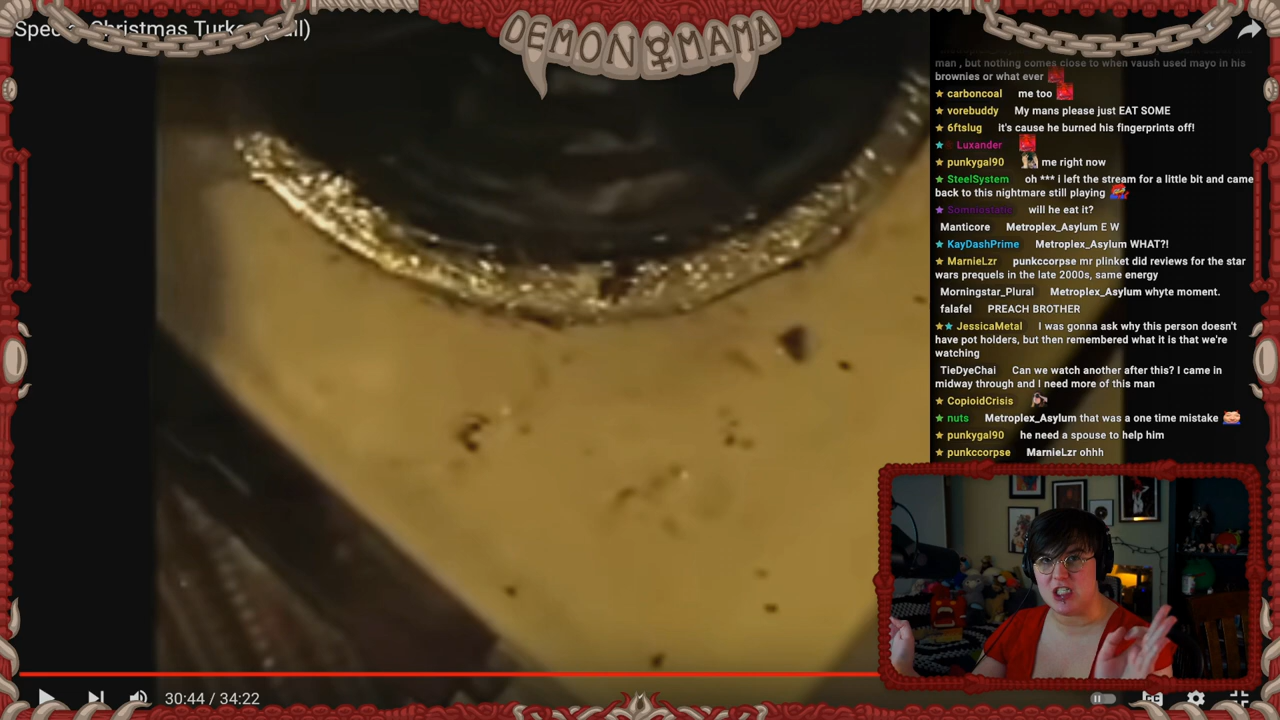 DEMON MAMA
Christmas Turk
man , but nothing comes close to when vaush used mayo in his
brownies or what ever
carboncoal me too
vorebuddy My mans please just EAT SOME
6ftslug it's cause he burned his fingerprints off!
Luxander
punkygal90 me right now
SteelSystem oh *** i left the stream for a little bit and came
back to this nightmare still playing
Somniostatic will he eat it?
Manticore Metroplex_Asylum E W
KayDashPrime Metroplex_Asylum WHAT?!
MarnieLzr punkccorpse mr plinket did reviews for the star
wars prequels in the late 2000s, same energy
Morningstar_Plural Metroplex_Asylum whyte moment.
falafel PREACH BROTHER
JessicaMetal I was gonna ask why this person doesn't
have pot holders, but then remembered what it is that we're
watching
TieDyeChai Can we watch another after this? I came in
midway through and I need more of this man
CopioidCrisis
nuts Metroplex_Asylum that was a one time mistake
punkygal90 he need a spouse to help him
punkccorpse MarnieLzr ohhh
30:44 / 34:22
CC